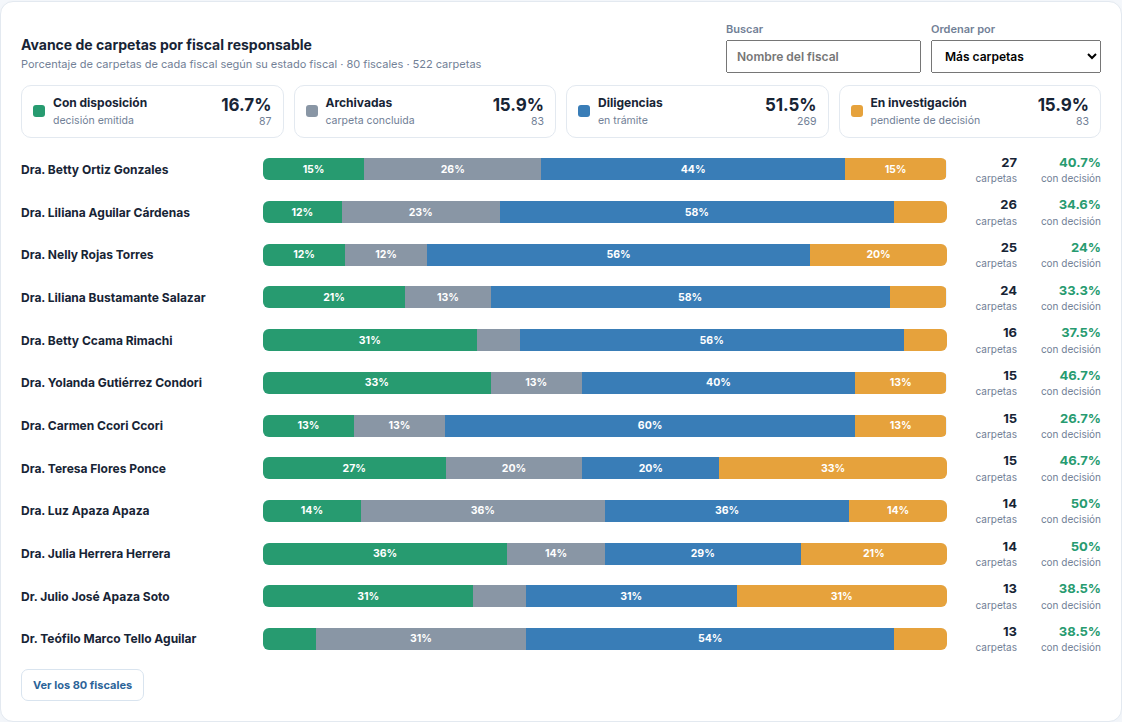 Avance de carpetas por fiscal responsable
Porcentaje de carpetas de cada fiscal según su estado fiscal · 80 fiscales · 522 carpetas
Buscar
Nombre del fiscal
Ordenar por
Más carpetas
Con disposición 16.7%
decisión emitida 87
Archivadas 15.9%
carpeta concluida 83
Diligencias 51.5%
en trámite 269
En investigación 15.9%
pendiente de decisión 83
Dra. Betty Ortiz Gonzales 15% 26% 44% 15% 27 40.7%
carpetas con decisión
Dra. Liliana Aguilar Cárdenas 12% 23% 58% 26 34.6%
carpetas con decisión
Dra. Nelly Rojas Torres 12% 12% 56% 20% 25 24%
carpetas con decisión
Dra. Liliana Bustamante Salazar 21% 13% 58% 24 33.3%
carpetas con decisión
Dra. Betty Ccama Rimachi 31% 56% 16 37.5%
carpetas con decisión
Dra. Yolanda Gutiérrez Condori 33% 13% 40% 13% 15 46.7%
carpetas con decisión
Dra. Carmen Ccori Ccori 13% 13% 60% 13% 15 26.7%
carpetas con decisión
Dra. Teresa Flores Ponce 27% 20% 20% 33% 15 46.7%
carpetas con decisión
Dra. Luz Apaza Apaza 14% 36% 36% 14% 14 50%
carpetas con decisión
Dra. Julia Herrera Herrera 36% 14% 29% 21% 14 50%
carpetas con decisión
Dr. Julio José Apaza Soto 31% 31% 31% 13 38.5%
carpetas con decisión
Dr. Teófilo Marco Tello Aguilar 31% 54% 13 38.5%
carpetas con decisión
Ver los 80 fiscales